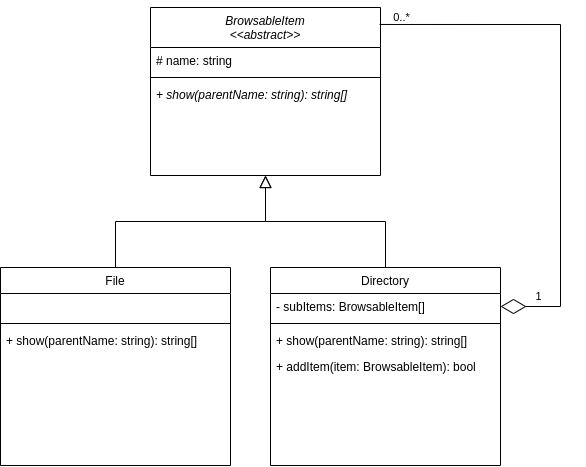 BrowsableItem
<<abstract>>
# name: string
+ show(parentName: string): string[]
0..*
File
+ show(parentName: string): string[]
Directory
- subItems: BrowsableItem[]
+ show(parentName: string): string[]
+ addItem(item: BrowsableItem): bool
1